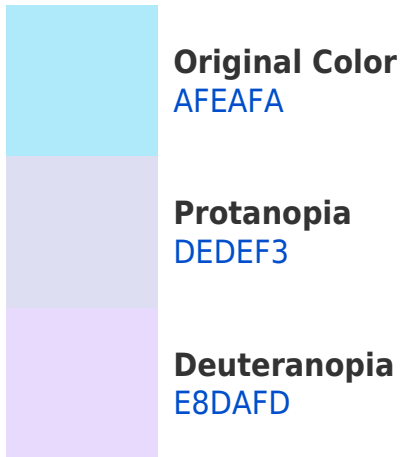 Original Color
AFEAFA
Protanopia
DEDEF3
Deuteranopia
E8DAFD